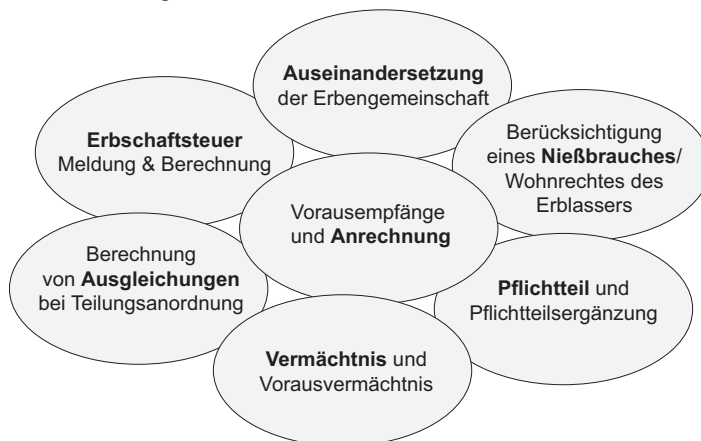 Auseinandersetzung
der Erbengemeinschaft
Erbschaftsteuer
Meldung & Berechnung
Berücksichtigung
eines Nießbrauches/
Wohnrechtes des
Erblassers
Vorausempfänge
und Anrechnung
Berechnung
von Ausgleichungen
bei Teilungsanordnung
Pflichtteil und
Pflichtteilsergänzung
Vermächtnis und
Vorausvermächtnis